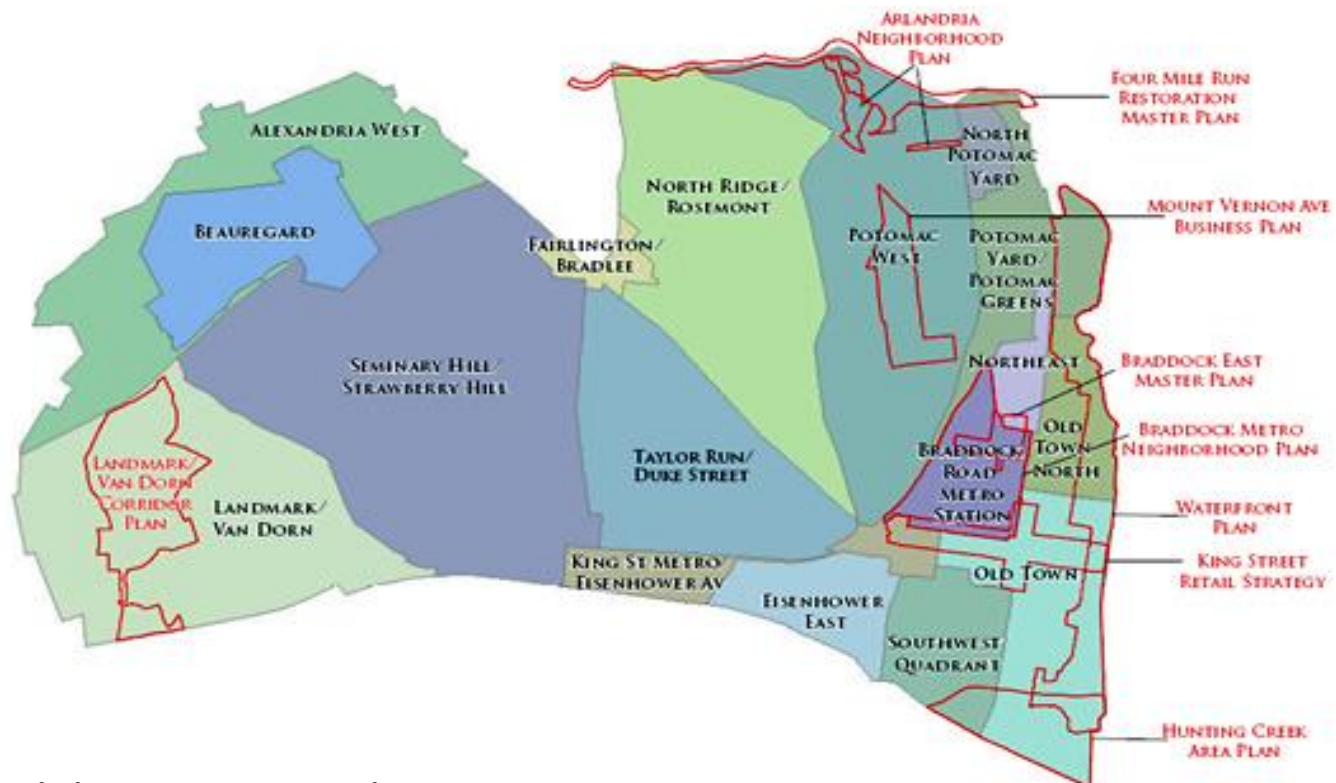 ARLANDRIA
NEIGHBORHOOD
PLAN
FOUR MILE RUN
RESTORATION
MASTER PLAN
ALEXANDRIA WEST
NORTH
POTOMAC
YARD
NORTH RIDGE/
ROSEMONT
MOUNT VERNON AVE
BUSINESS PLAN
BEAUREGARD
FAIRLINGTON/
BRADLEE
POTOMAC
WEST
POTOMAC
YARD/
POTOMAC
GREENS
SEMINARY HILL/
STRAWBERRY HILL
NORTHEAST
BRADDOCK EAST
MASTER PLAN
OLD
TOWN
NORTH
BRADDOCK METRO
NEIGHBORHOOD PLAN
TAYLOR RUN/
DUKE STREET
BRADDOCK
ROAD
METRO
STATION
LANDMARK/
VAN DORN
CORRIDOR
PLAN
LANDMARK/
VAN DORN
WATERFRONT
PLAN
KING ST METRO
EISENHOWER AV
OLD TOWN
KING STREET
RETAIL STRATEGY
EISENHOWER
EAST
SOUTHWEST
QUADRANT
HUNTING CREEK
AREA PLAN